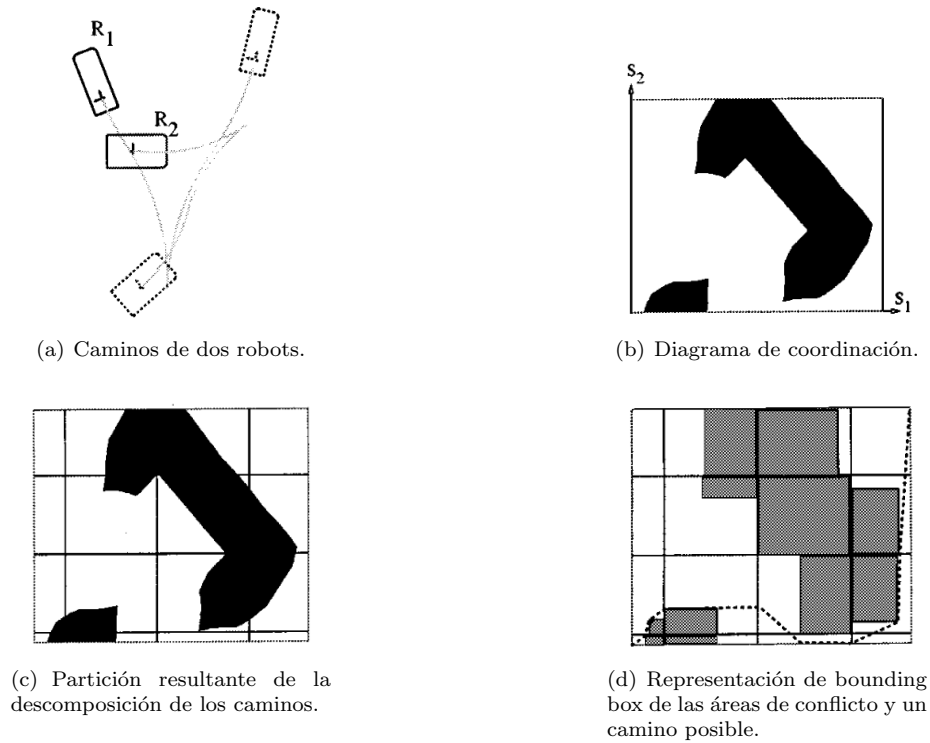 R1
R2
(a) Caminos de dos robots.
S2
S1
(b) Diagrama de coordinación.
(c) Partición resultante de la
descomposición de los caminos.
(d) Representación de bounding
box de las áreas de conflicto y un
camino posible.